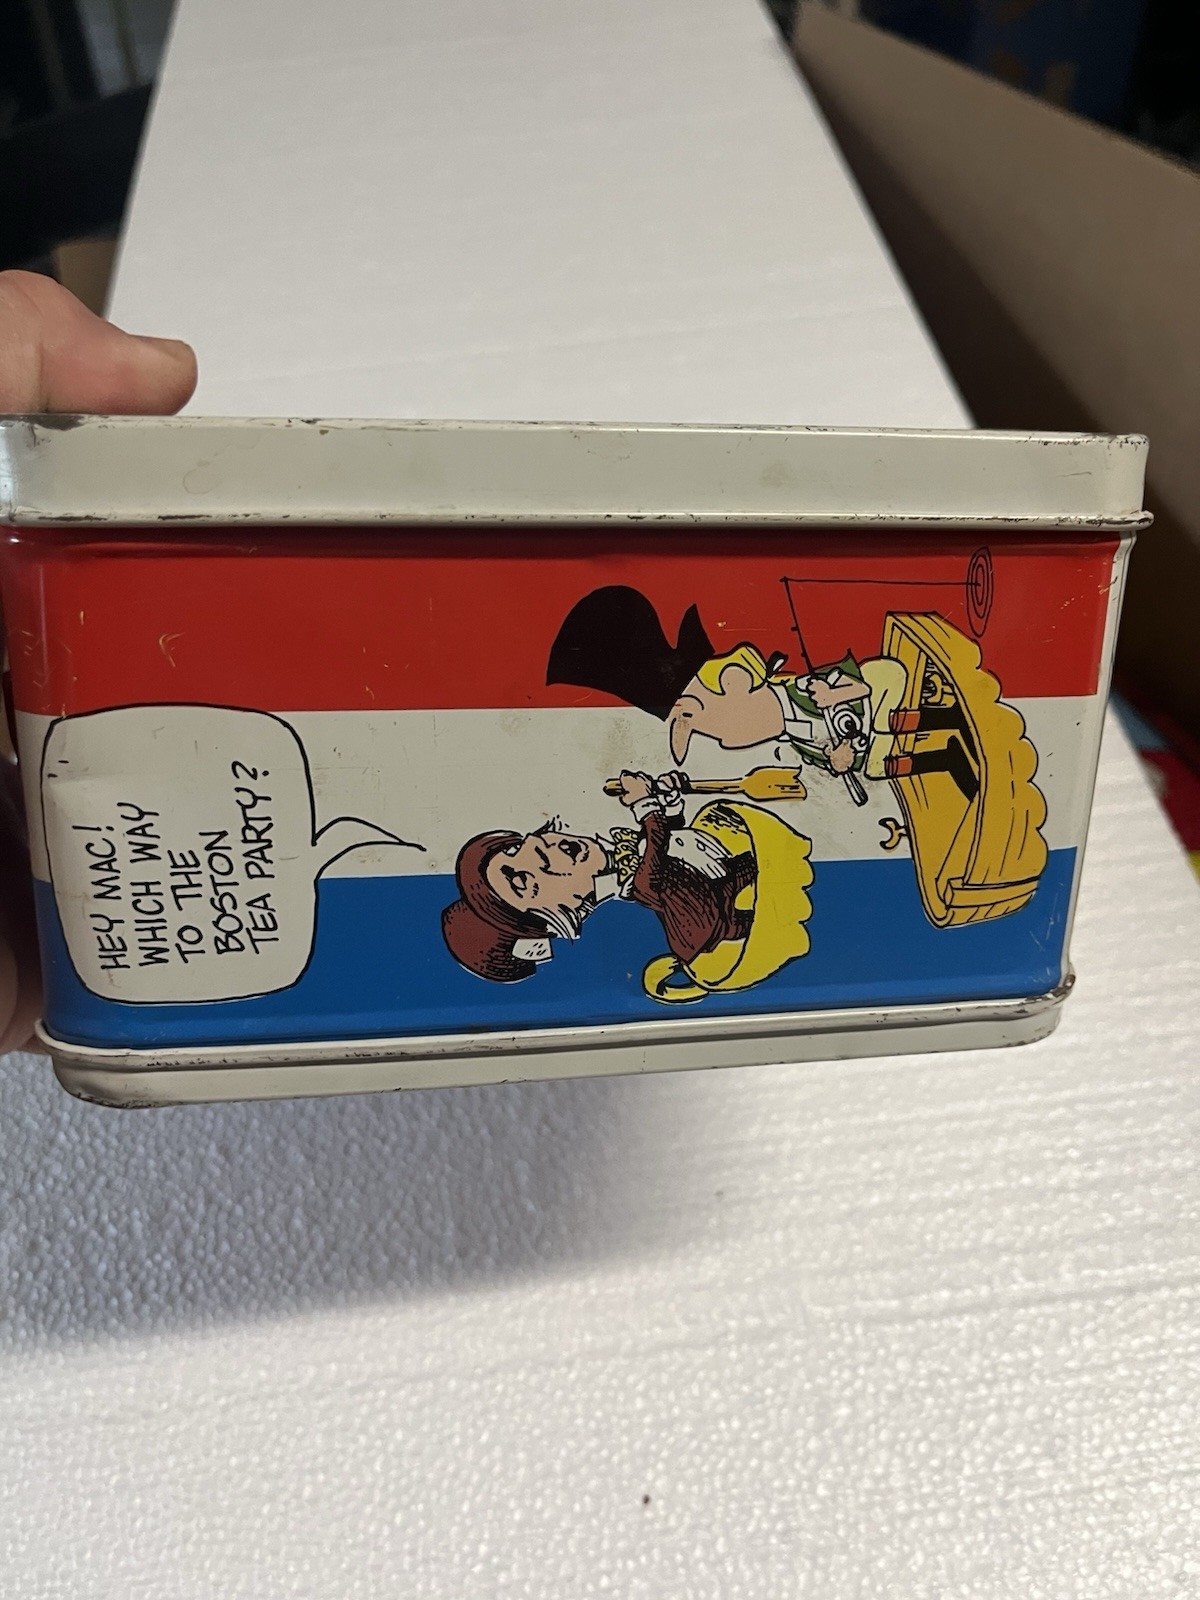 HEY MAC!
WHICH WAY
TO THE
BOSTON
TEA PARTY?